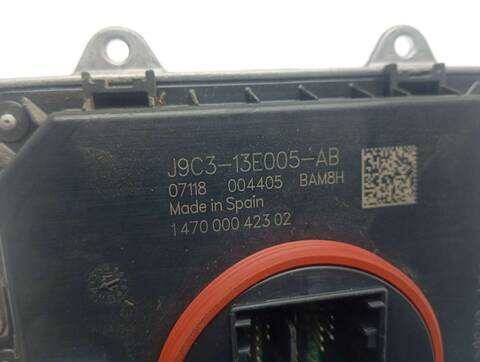 J9C3-13E005-AB
07118 004405 BAM8H
Made in Spain
1 470 000 423 02